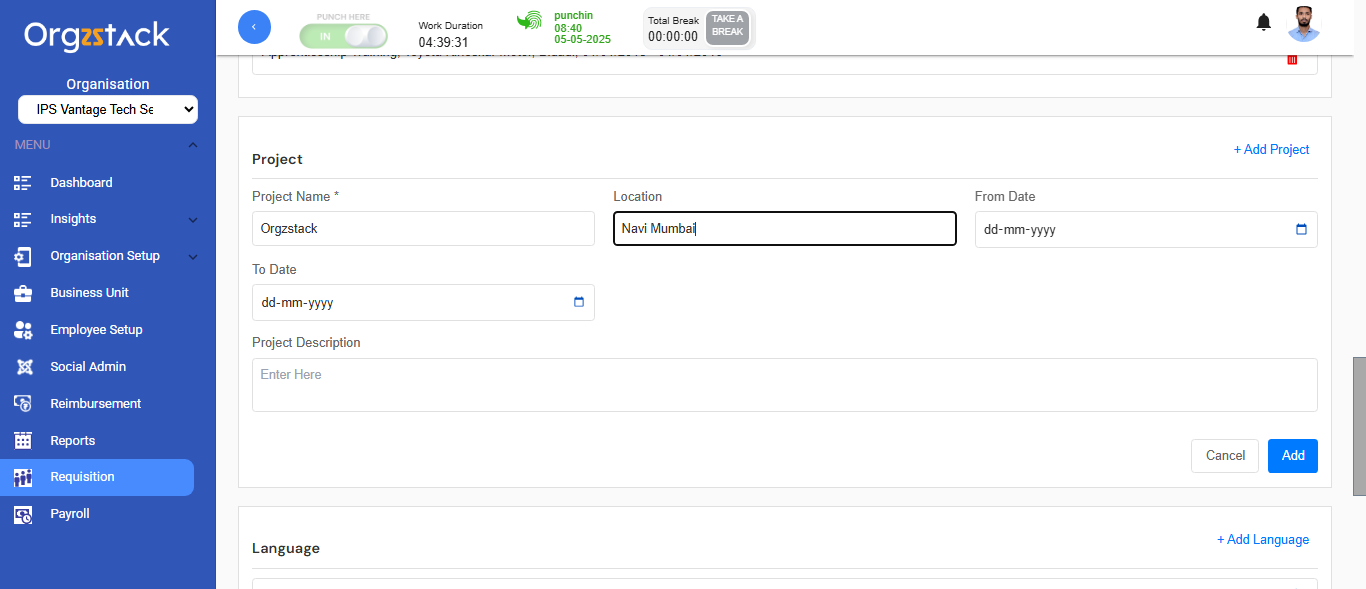 Orgzstack
Organisation
IPS Vantage Tech Se
MENU
Dashboard
Insights
Organisation Setup
Business Unit
Employee Setup
Social Admin
Reimbursement
Reports
Requisition
Payroll
PUNCH HERE
IN
Work Duration
04:39:31
punchin
08:40
05-05-2025
Total Break
00:00:00
TAKE A
BREAK
Project
+ Add Project
Project Name *
Orgzstack
Location
Navi Mumbai
From Date
dd-mm-yyyy
To Date
dd-mm-yyyy
Project Description
Enter Here
Cancel
Add
Language
+ Add Language